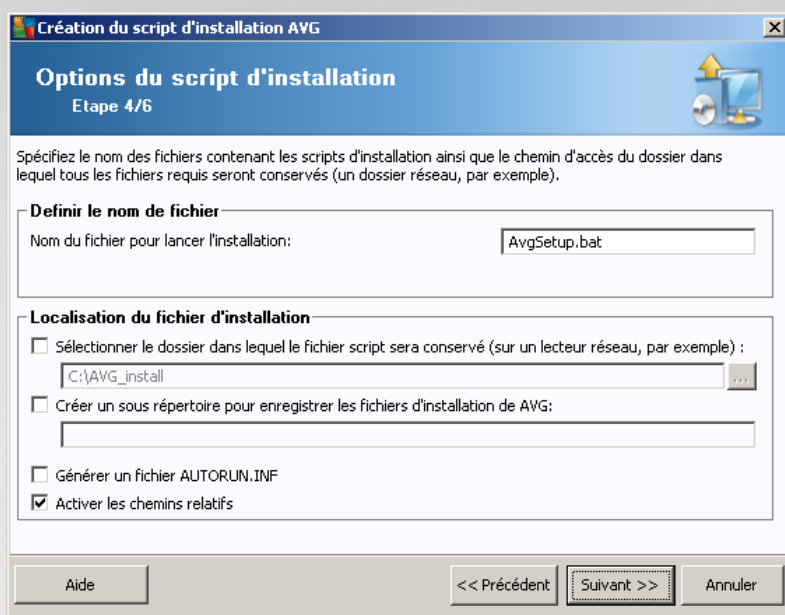 Création du script d'installation AVG
Options du script d'installation
Etape 4/6
Spécifiez le nom des fichiers contenant les scripts d'installation ainsi que le chemin d'accès du dossier dans
lequel tous les fichiers requis seront conservés (un dossier réseau, par exemple).
Definir le nom de fichier
Nom du fichier pour lancer l'installation:
AvgSetup.bat
Localisation du fichier d'installation
Sélectionner le dossier dans lequel le fichier script sera conservé (sur un lecteur réseau, par exemple) :
C:\AVG_install
...
Créer un sous répertoire pour enregistrer les fichiers d'installation de AVG:
Générer un fichier AUTORUN.INF
Activer les chemins relatifs
Aide
<< Précédent
Suivant >>
Annuler